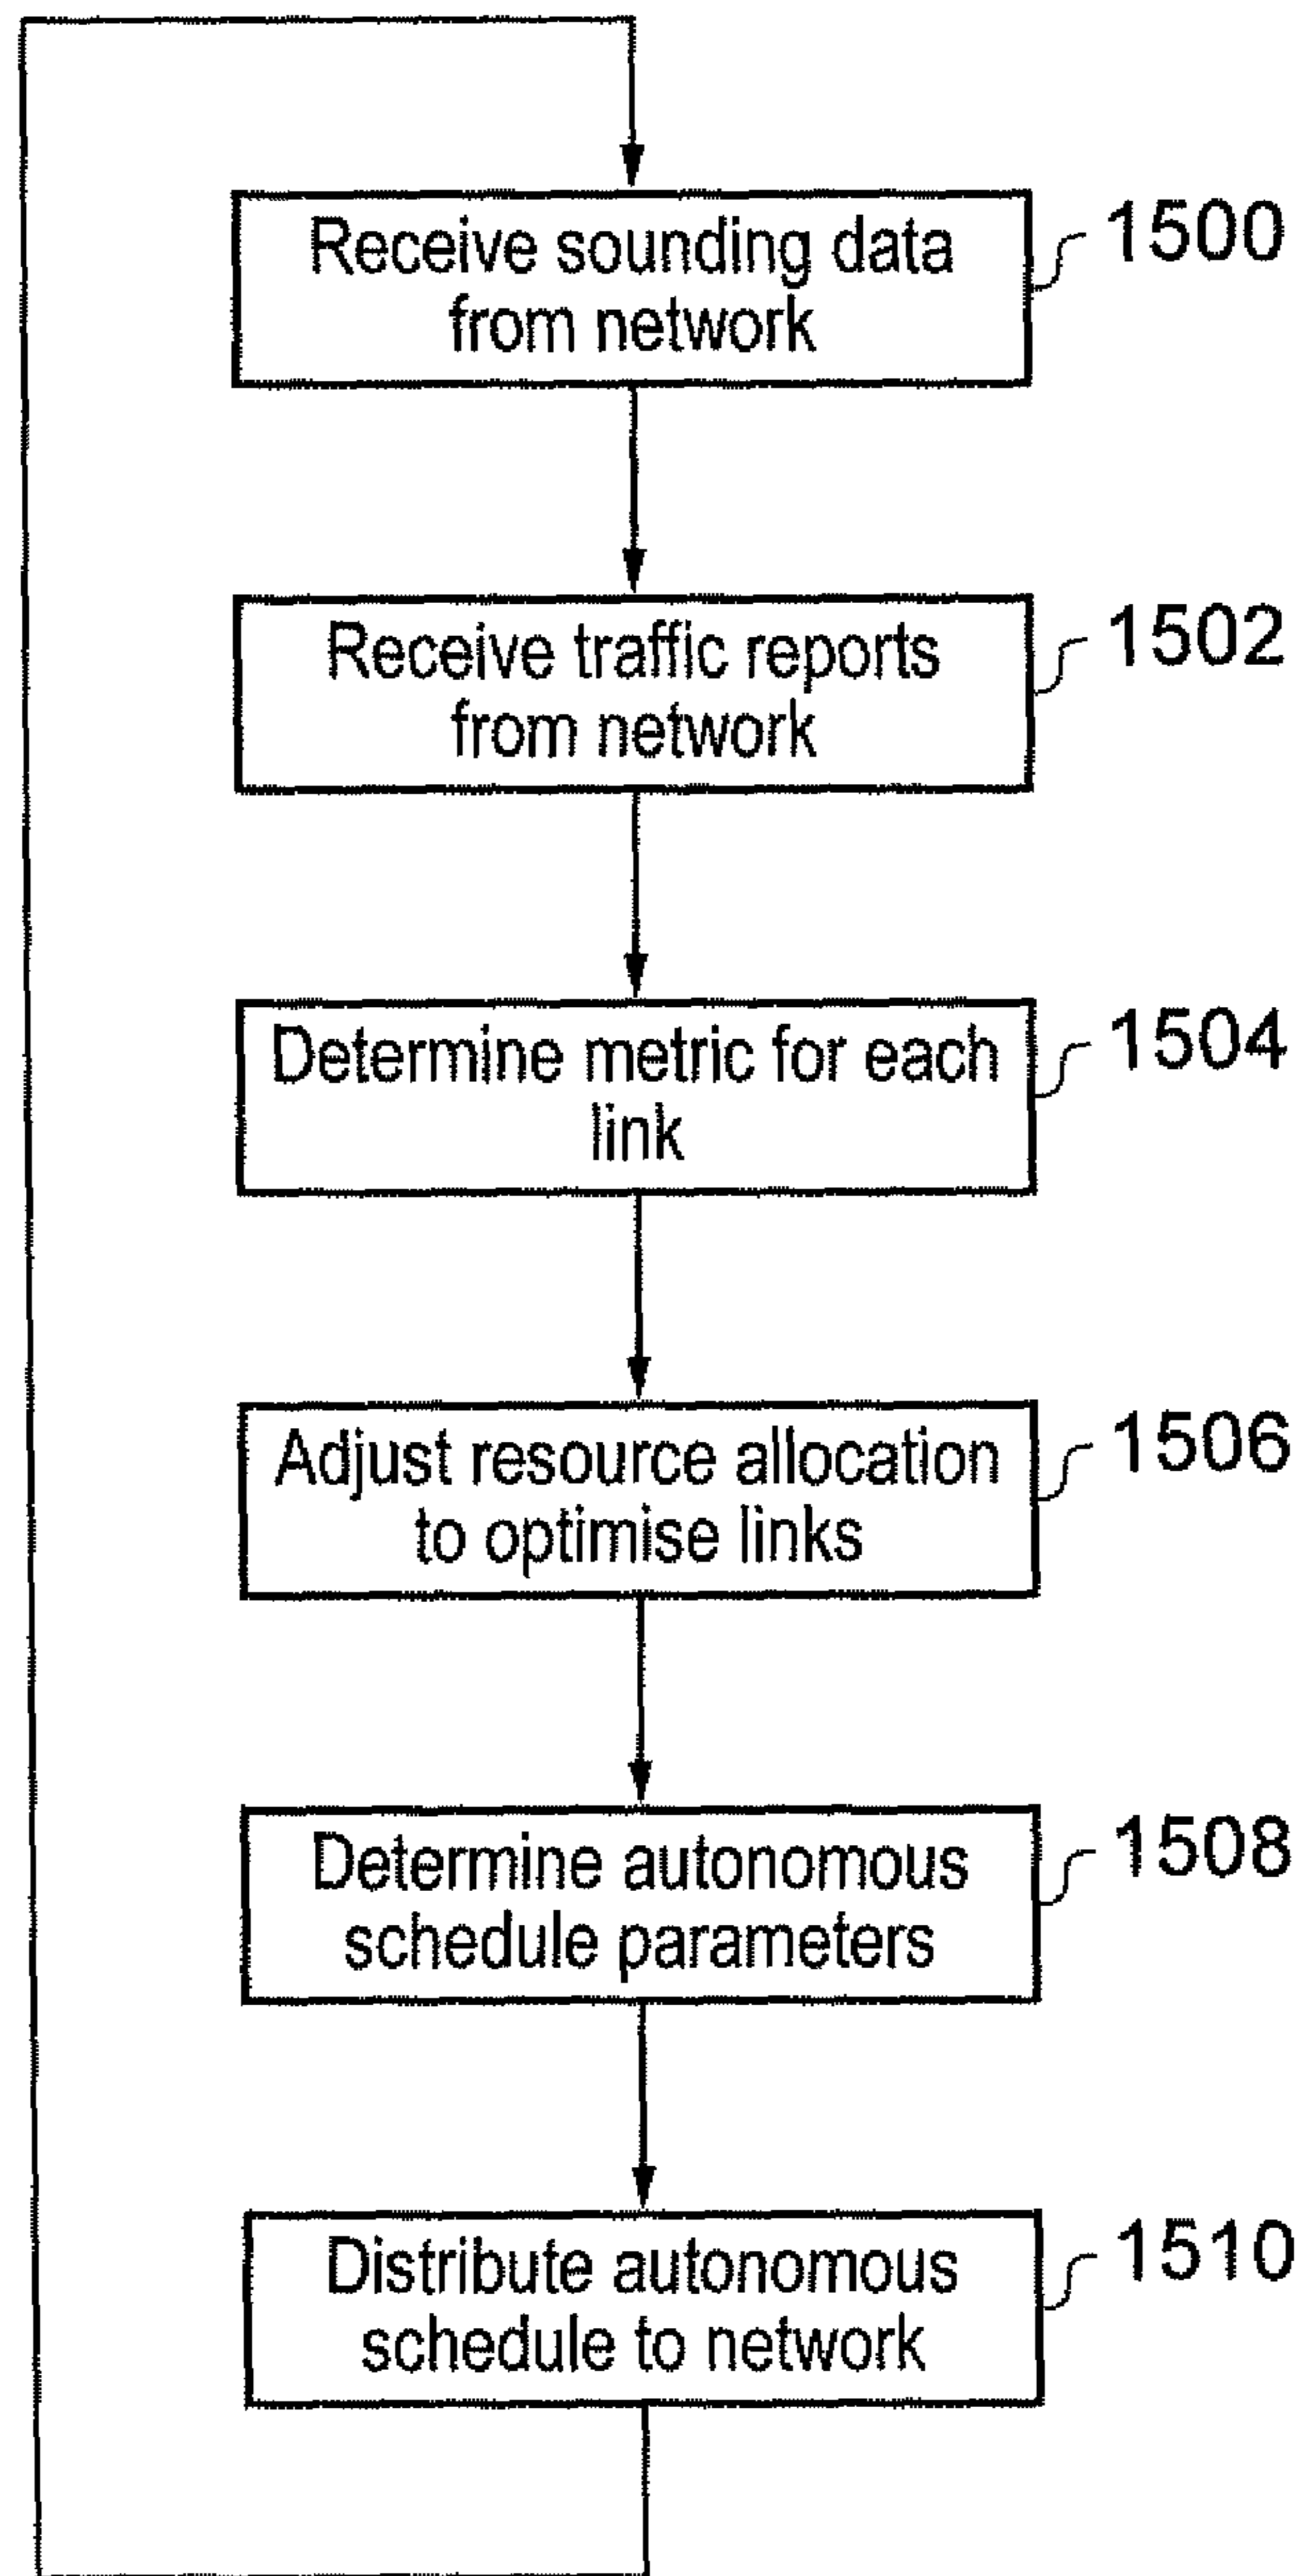 Receive sounding data
from network
1500
Receive traffic reports
from network
1502
Determine metric for each
link
1504
Adjust resource allocation
to optimise links
1506
Determine autonomous
schedule parameters
1508
Distribute autonomous
schedule to network
1510